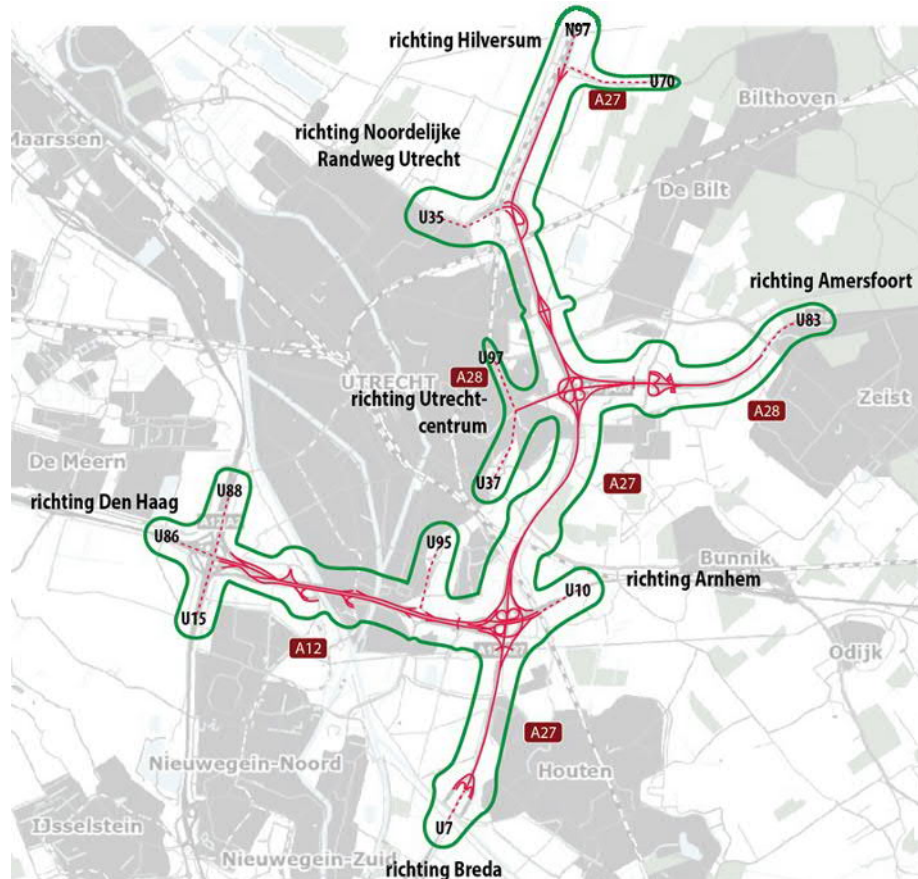 richting Hilversum
N97
U70
A27
Bilthoven
Maarssen
richting Noordelijke
Randweg Utrecht
De Bilt
U35
richting Amersfoort
U83
U97
UTRECHT
A28
richting Utrecht-
centrum
Zeist
A28
De Meern
U37
A27
richting Den Haag
U88
U86
U95
Bunnik
richting Arnhem
U10
U15
A12
Odijk
A27
Nieuwegein-Noord
Houten
IJsselstein
U7
Nieuwegein-Zuid
richting Breda